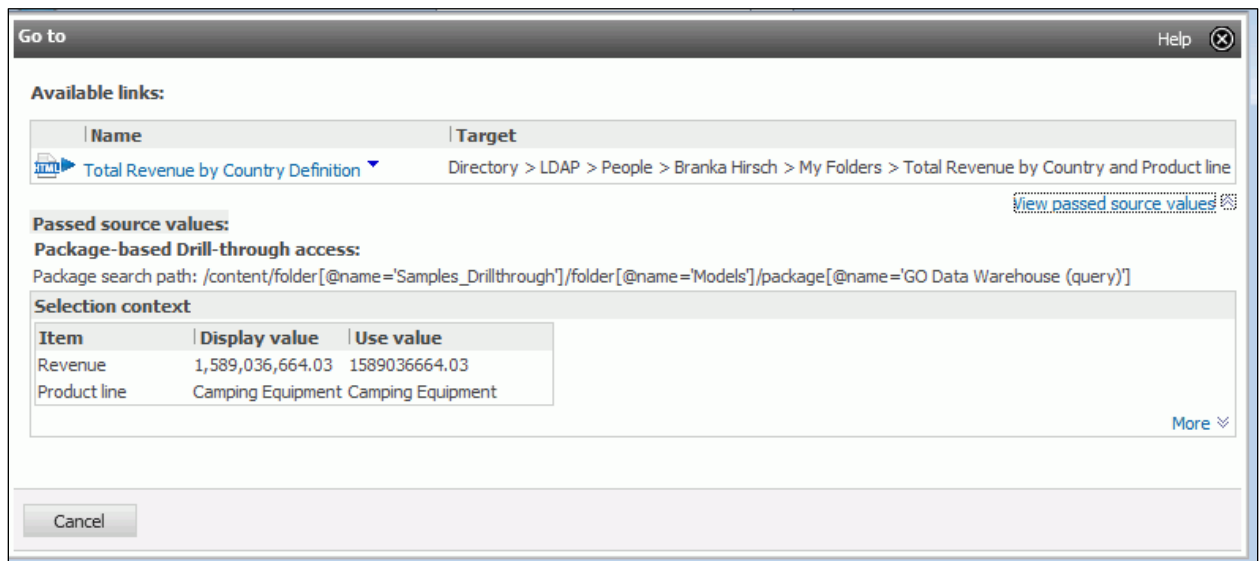 Go to Help
Available links:
Name Target
HTML Total Revenue by Country Definition Directory > LDAP > People > Branka Hirsch > My Folders > Total Revenue by Country and Product line
View passed source values
Passed source values:
Package-based Drill-through access:
Package search path: /content/folder[@name='Samples_Drillthrough']/folder[@name='Models']/package[@name='GO Data Warehouse (query)']
Selection context
Item Display value Use value
Revenue 1,589,036,664.03 1589036664.03
Product line Camping Equipment Camping Equipment
More
Cancel